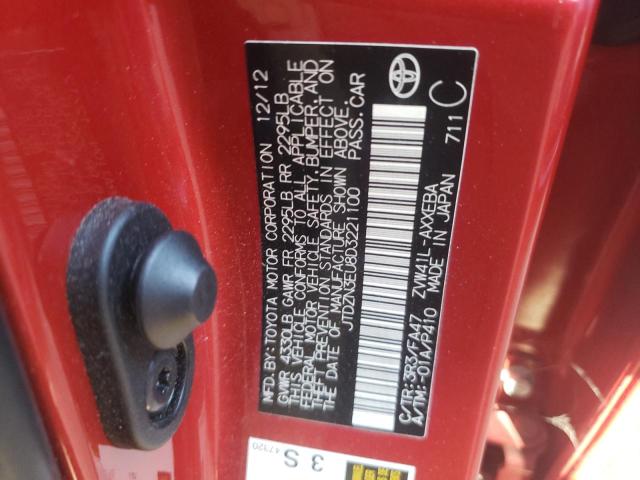 MFD.BY:TOYOTA MOTOR CORPORATION 12/12
GVWR 4530LB GAWR FR 2295LB RR 2295LB
THIS VEHICLE CONFORMS TO ALL APPLICABLE
FEDERAL MOTOR VEHICLE SAFETY, BUMPER, AND
THEFT PREVENTION STANDARDS IN EFFECT ON
THE DATE OF MANUFACTURE SHOWN ABOVE.
JTDZN3EU8D3221100 PASS.CAR
C/TR:3R3/FA47 ZVW41L-AXXEBA
A/TM:-01A/P410 MADE IN JAPAN
711 C
47320
3 S